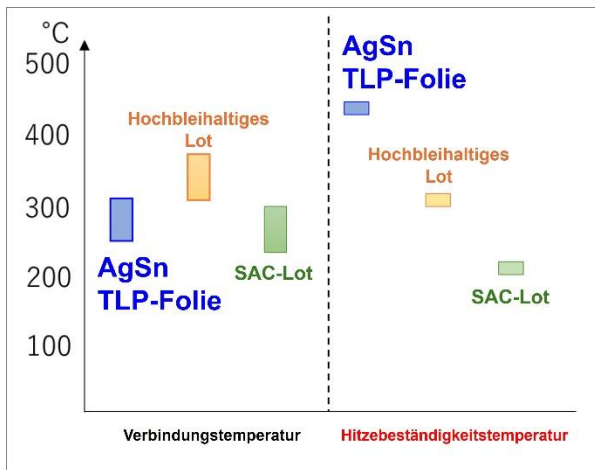 °C
500
400
300
200
100
Hochbleihaltiges
Lot
AgSn
TLP-Folie
SAC-Lot
AgSn
TLP-Folie
Hochbleihaltiges
Lot
SAC-Lot
Verbindungstemperatur
Hitzebeständigkeitstemperatur